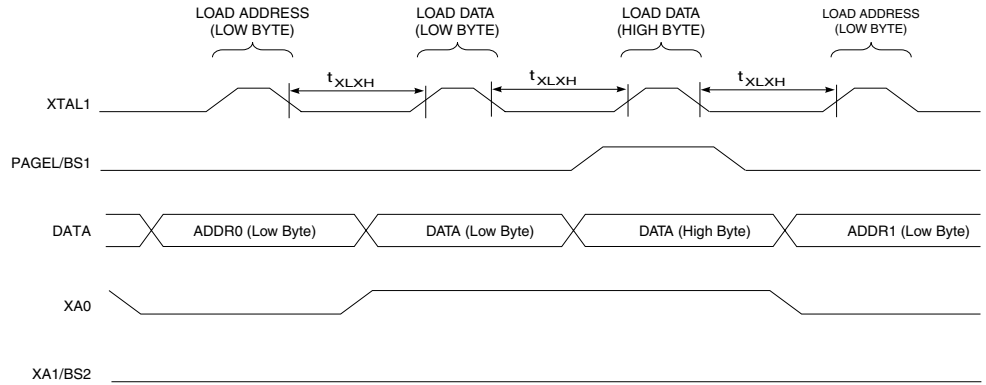 LOAD ADDRESS
(LOW BYTE)
LOAD DATA
(LOW BYTE)
LOAD DATA
(HIGH BYTE)
LOAD ADDRESS
(LOW BYTE)
tXLXH
tXLXH
tXLXH
XTAL1
PAGEL/BS1
DATA
ADDR0 (Low Byte)
DATA (Low Byte)
DATA (High Byte)
ADDR1 (Low Byte)
XA0
XA1/BS2